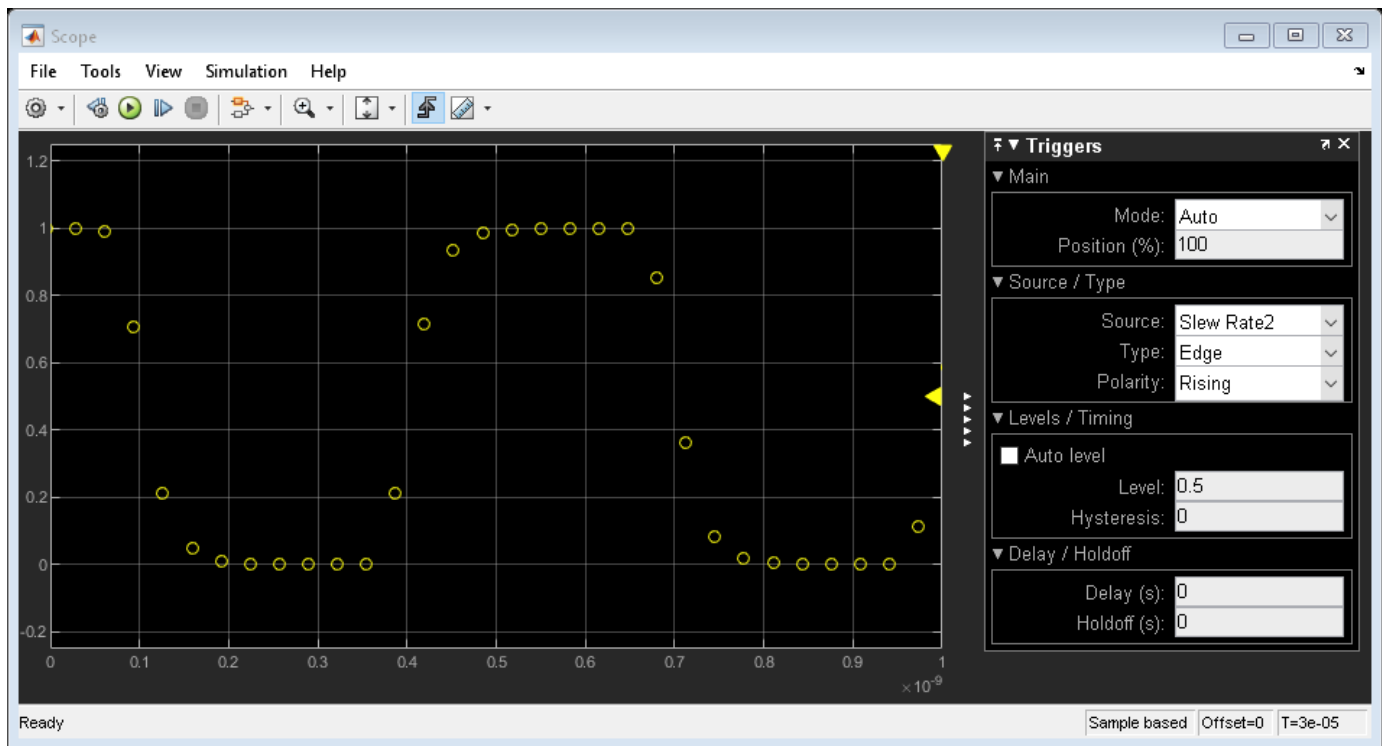 Scope
File Tools View Simulation Help
1.2
1
0.8
0.6
0.4
0.2
0
-0.2
0 0.1 0.2 0.3 0.4 0.5 0.6 0.7 0.8 0.9 1
×10⁻⁹
Triggers
Main
Mode: Auto
Position (%): 100
Source / Type
Source: Slew Rate2
Type: Edge
Polarity: Rising
Levels / Timing
Auto level
Level: 0.5
Hysteresis: 0
Delay / Holdoff
Delay (s): 0
Holdoff (s): 0
Ready Sample based Offset=0 T=3e-05